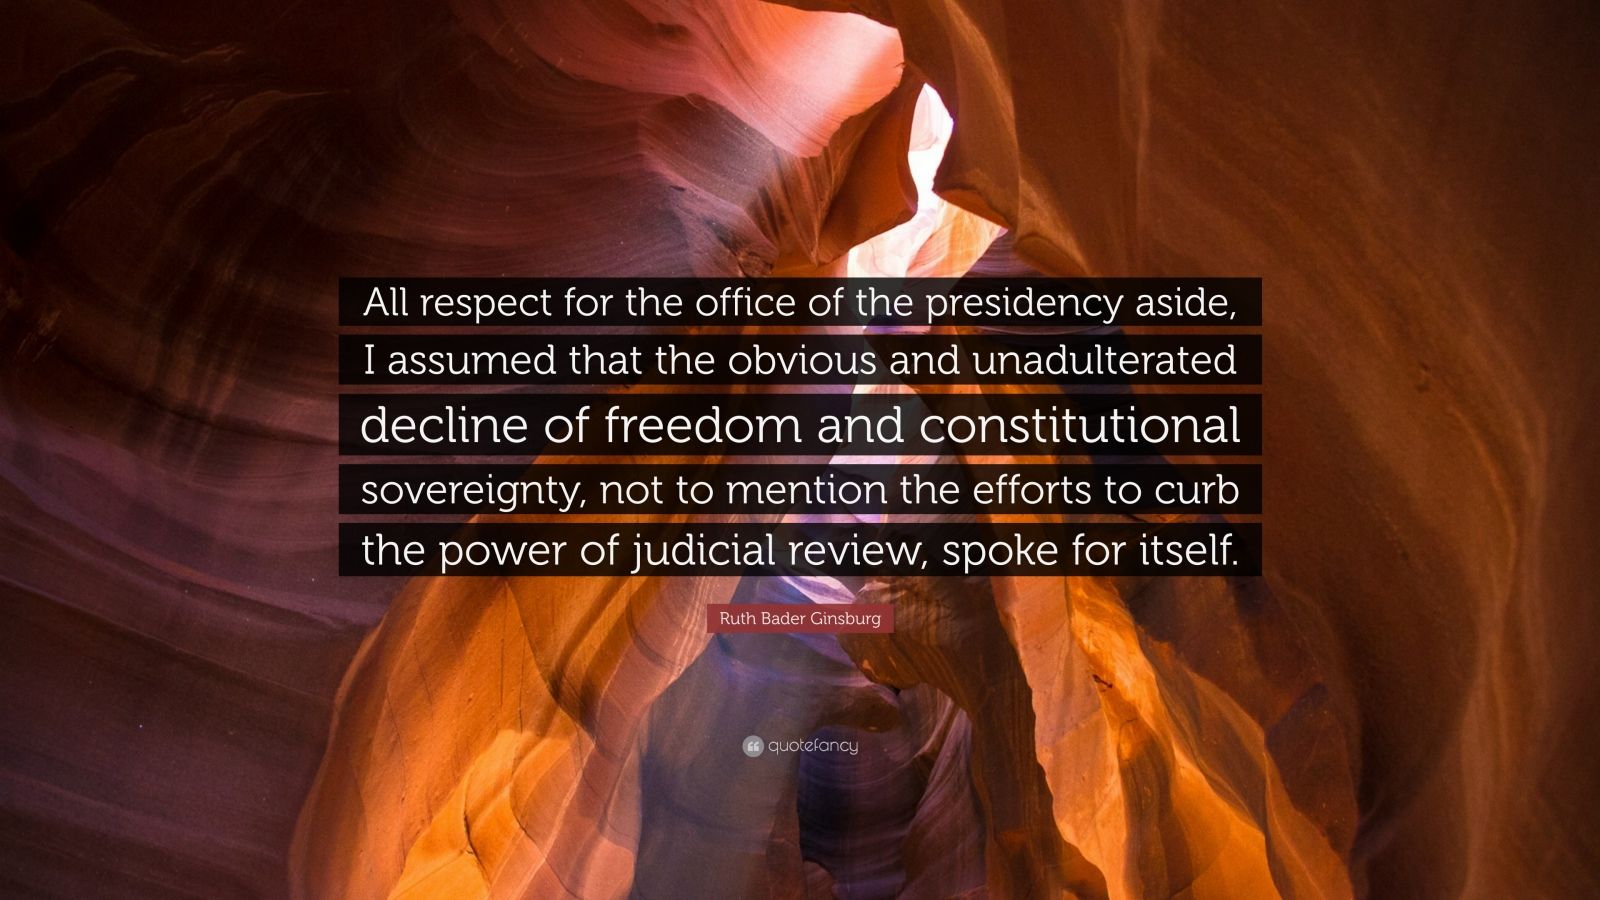 All respect for the office of the presidency aside,
I assumed that the obvious and unadulterated
decline of freedom and constitutional
sovereignty, not to mention the efforts to curb
the power of judicial review, spoke for itself.
Ruth Bader Ginsburg
quotefancy